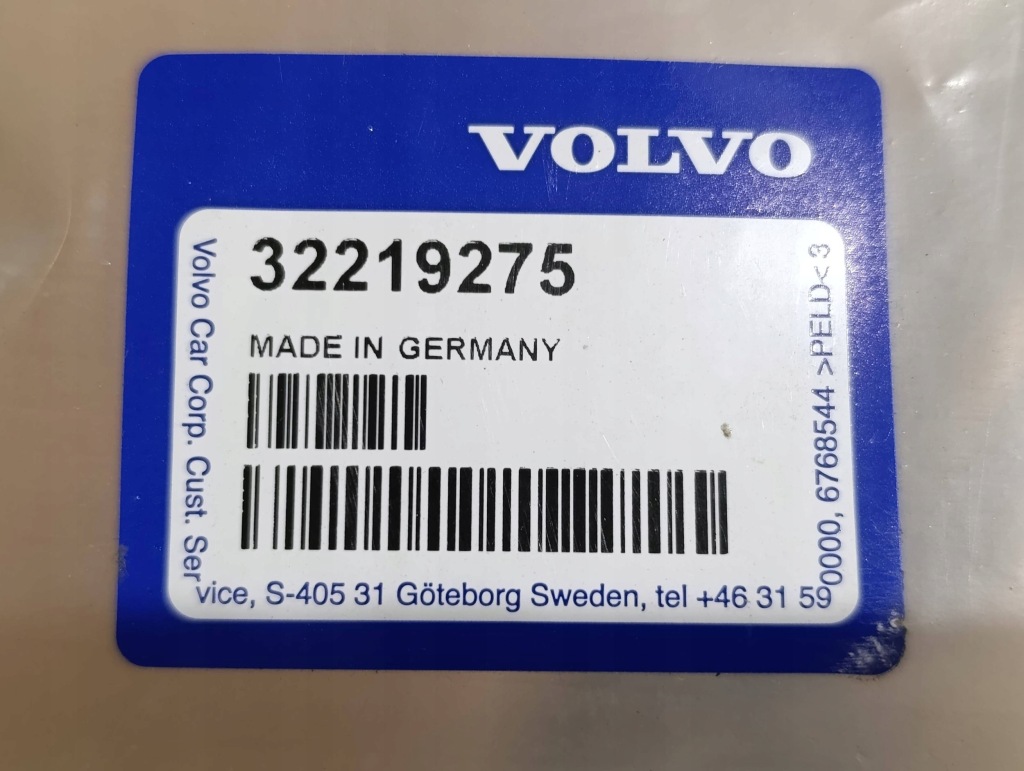 VOLVO
32219275
MADE IN GERMANY
Volvo Car Corp. Cust. Service, S-405 31 Göteborg Sweden, tel +46 31 590000, 6768544 >PELD< 3